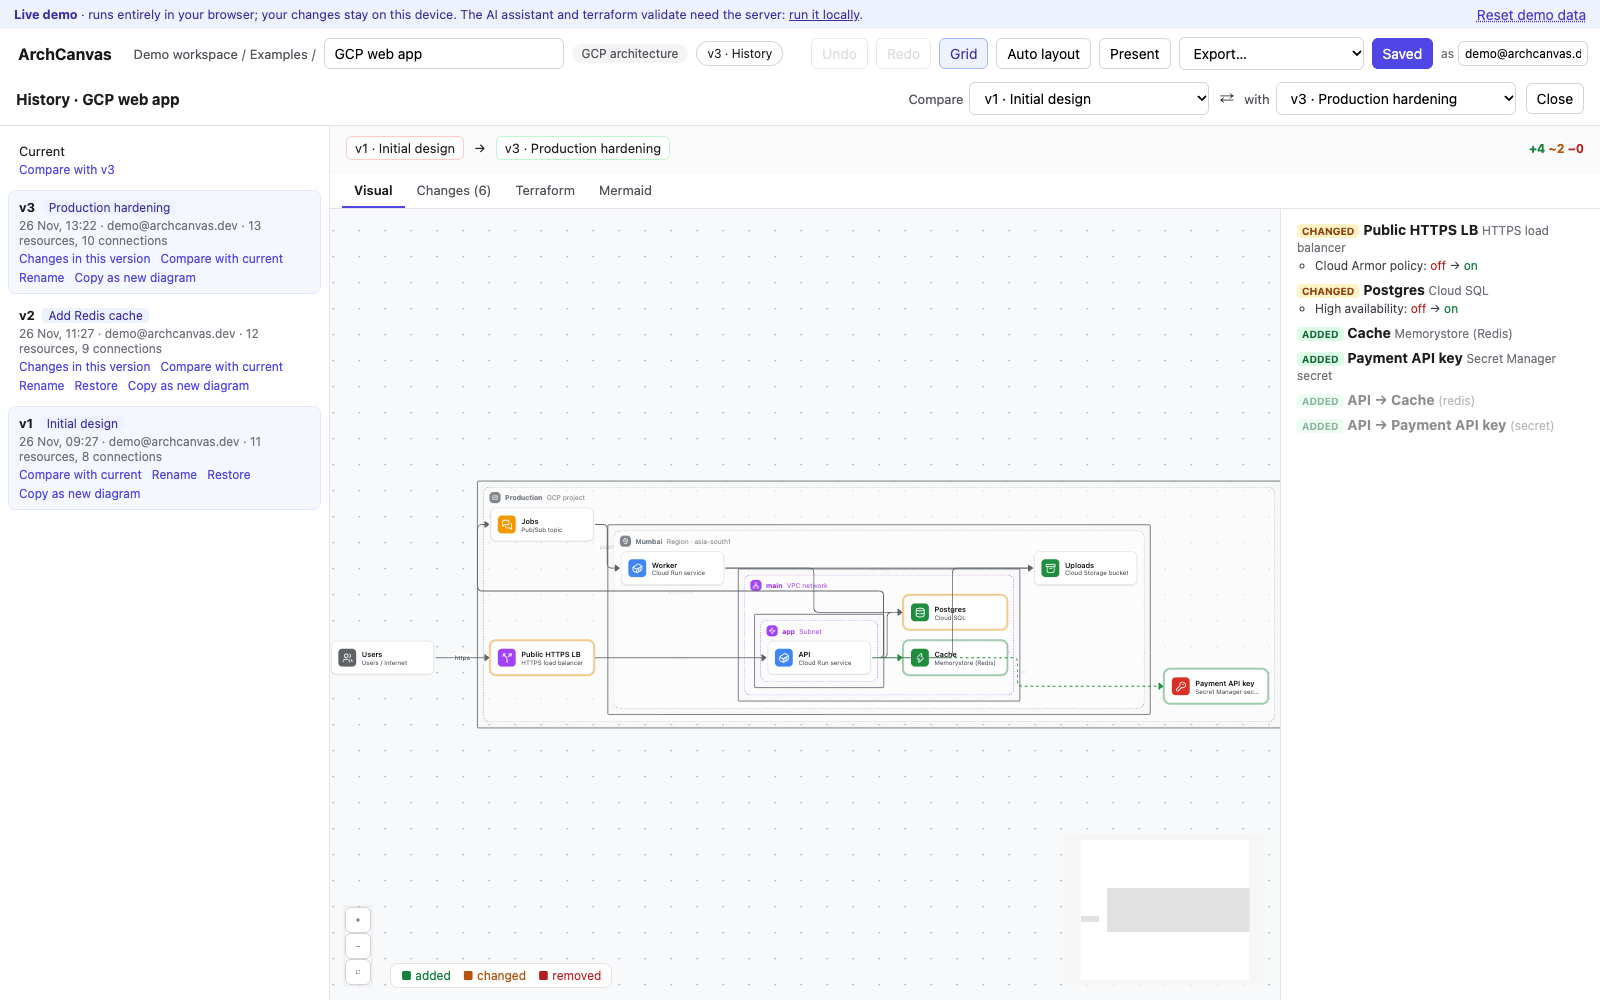 Live demo · runs entirely in your browser; your changes stay on this device. The AI assistant and terraform validate need the server: run it locally.
Reset demo data
ArchCanvas
Demo workspace / Examples /
GCP web app
GCP architecture
v3 · History
Undo
Redo
Grid
Auto layout
Present
Export...
Saved
as
demo@archcanvas.d
History · GCP web app
Compare
v1 · Initial design
⇄ with
v3 · Production hardening
Close
Current
Compare with v3
v3 Production hardening
26 Nov, 13:22 · demo@archcanvas.dev · 13
resources, 10 connections
Changes in this version Compare with current
Rename Copy as new diagram
v2 Add Redis cache
26 Nov, 11:27 · demo@archcanvas.dev · 12
resources, 9 connections
Changes in this version Compare with current
Rename Restore Copy as new diagram
v1 Initial design
26 Nov, 09:27 · demo@archcanvas.dev · 11
resources, 8 connections
Compare with current Rename Restore
Copy as new diagram
v1 · Initial design → v3 · Production hardening
+4 ~2 −0
Visual
Changes (6)
Terraform
Mermaid
Production GCP project
Jobs
Pub/Sub topic
push
Mumbai Region · asia-south1
Worker
Cloud Run service
Uploads
Cloud Storage bucket
main VPC network
Postgres
Cloud SQL
app Subnet
Users
Users / Internet
https
Public HTTPS LB
HTTPS load balancer
API
Cloud Run service
Cache
Memorystore (Redis)
Payment API key
Secret Manager sec...
added
changed
removed
CHANGED Public HTTPS LB HTTPS load
balancer
Cloud Armor policy: off → on
CHANGED Postgres Cloud SQL
High availability: off → on
ADDED Cache Memorystore (Redis)
ADDED Payment API key Secret Manager
secret
ADDED API → Cache (redis)
ADDED API → Payment API key (secret)